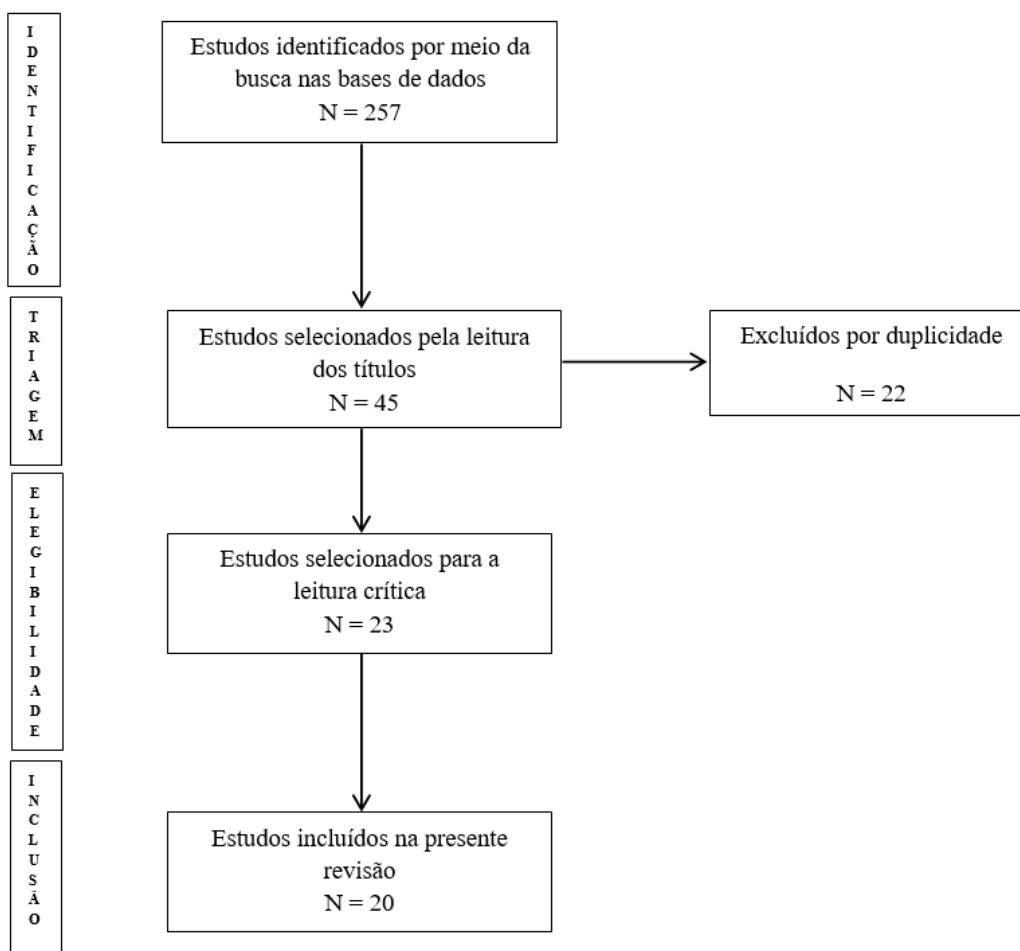 IDENTIFICAÇÃO
Estudos identificados por meio da
busca nas bases de dados
N = 257
TRIAGEM
Estudos selecionados pela leitura
dos títulos
N = 45
Excluídos por duplicidade
N = 22
ELEGIBILIDADE
Estudos selecionados para a
leitura crítica
N = 23
INCLUSÃO
Estudos incluídos na presente
revisão
N = 20